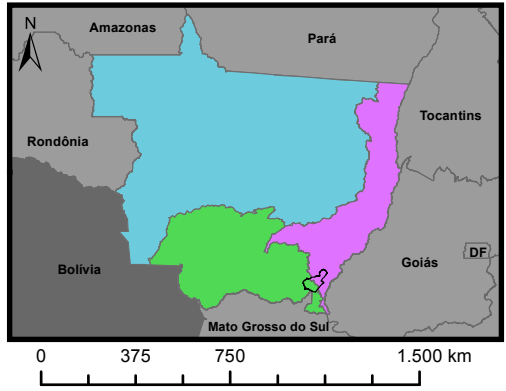 N
Amazonas
Pará
Tocantins
Rondônia
Bolívia
Goiás
DF
Mato Grosso do Sul
0 375 750 1.500 km